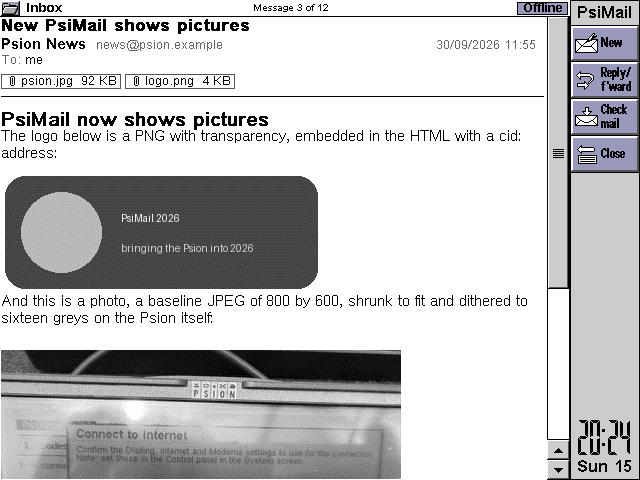 Inbox
Message 3 of 12
Offline
PsiMail
New PsiMail shows pictures
Psion News news@psion.example
30/09/2026 11:55
To: me
psion.jpg 92 KB
logo.png 4 KB
PsiMail now shows pictures
The logo below is a PNG with transparency, embedded in the HTML with a cid:
address:
PsiMail 2026
bringing the Psion into 2026
And this is a photo, a baseline JPEG of 800 by 600, shrunk to fit and dithered to
sixteen greys on the Psion itself:
PSION
Connect to Internet
Confirm the Dialling, Internet and Modems settings to use for the connection.
Note: set these in the Control panel in the System screen
New
Reply/
f'ward
Check
mail
Close
20:24
Sun 15